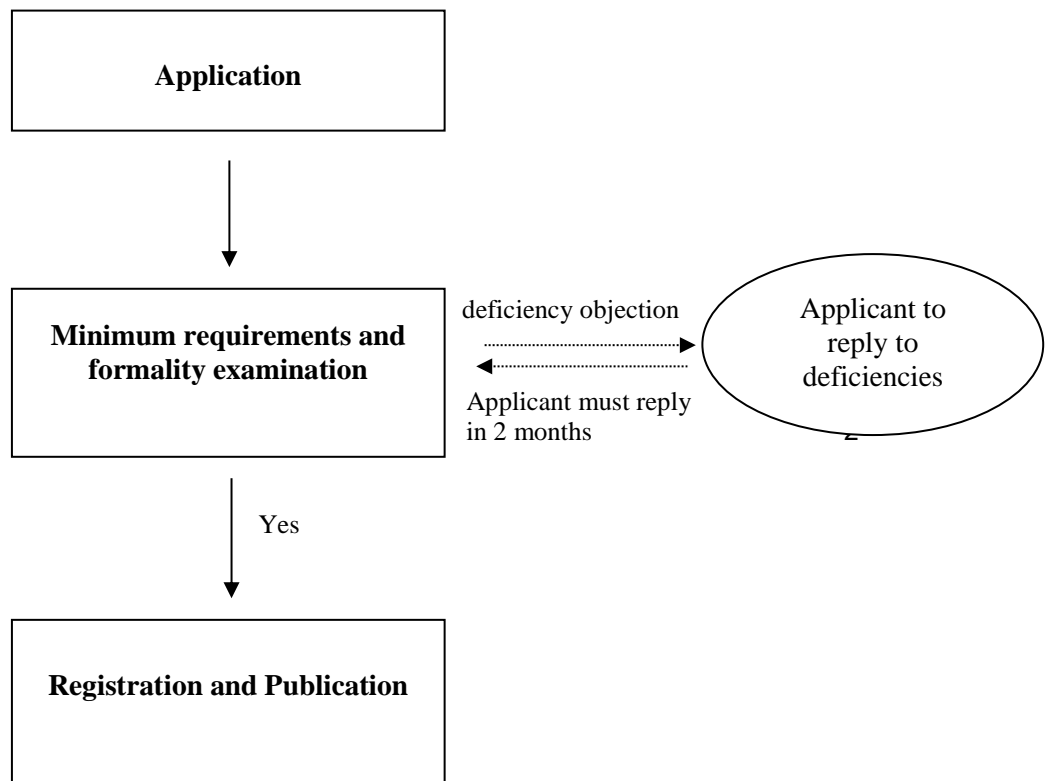 Application
Minimum requirements and
formality examination
deficiency objection
Applicant must reply
in 2 months
Applicant to
reply to
deficiencies
Yes
Registration and Publication